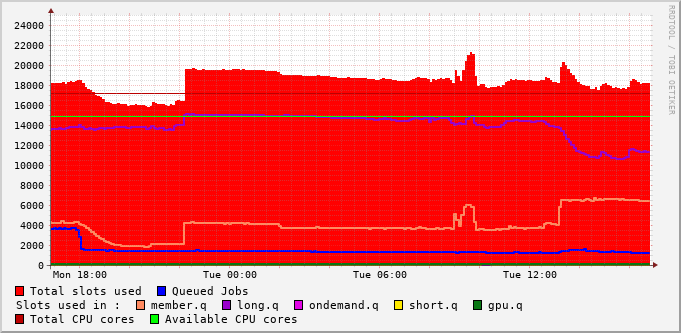 RRDTOOL / TOBI OETIKER
24000
22000
20000
18000
16000
14000
12000
10000
8000
6000
4000
2000
0
Mon 18:00 Tue 00:00 Tue 06:00 Tue 12:00
Total slots used Queued Jobs
Slots used in : member.q long.q ondemand.q short.q gpu.q
Total CPU cores Available CPU cores